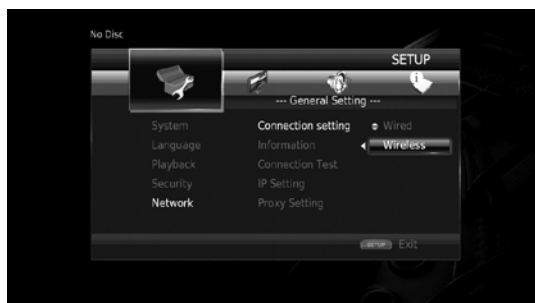 No Disc
SETUP
--- General Setting ---
System
Connection setting
Wired
Language
Information
Wireless
Playback
Connection Test
Security
IP Setting
Network
Proxy Setting
SETUP Exit